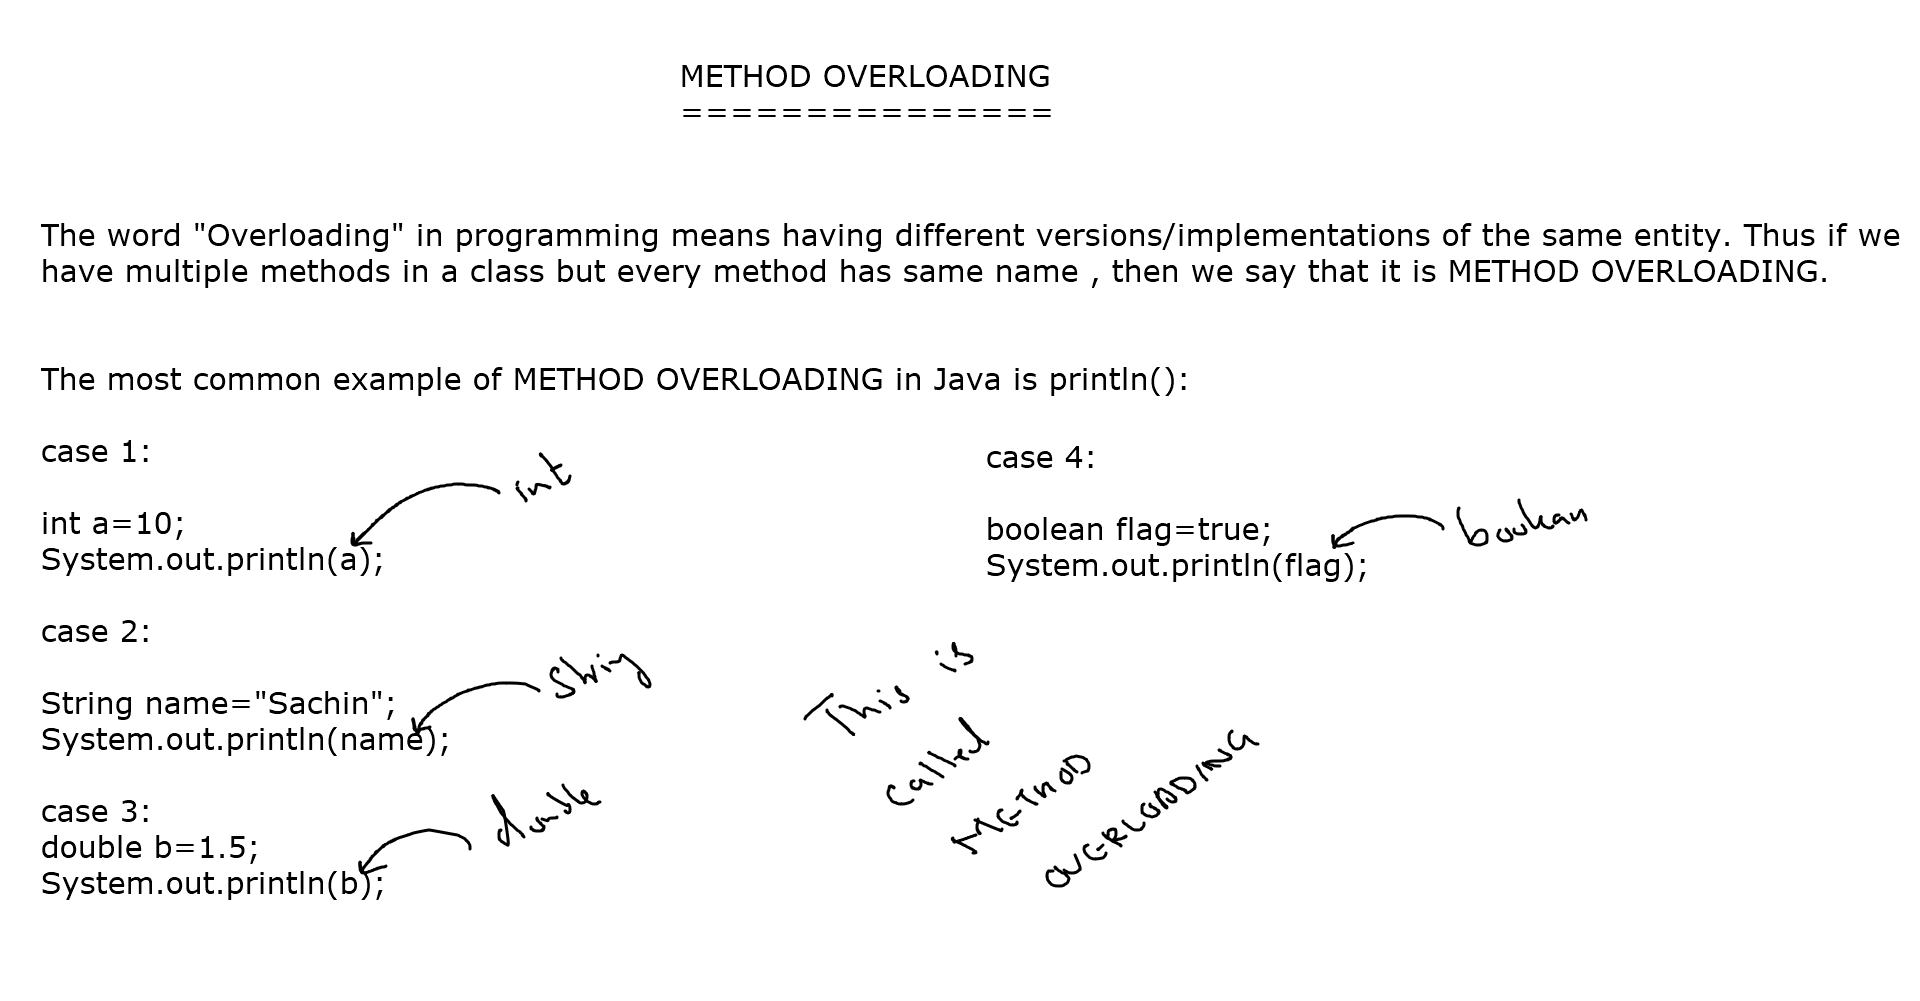 METHOD OVERLOADING
===============
The word "Overloading" in programming means having different versions/implementations of the same entity. Thus if we
have multiple methods in a class but every method has same name , then we say that it is METHOD OVERLOADING.
The most common example of METHOD OVERLOADING in Java is println():
case 1:
int
int a=10;
System.out.println(a);
case 2:
String
String name="Sachin";
System.out.println(name);
case 3:
double
double b=1.5;
System.out.println(b);
case 4:
boolean
boolean flag=true;
System.out.println(flag);
This is
called
METHOD
OVERLOADING